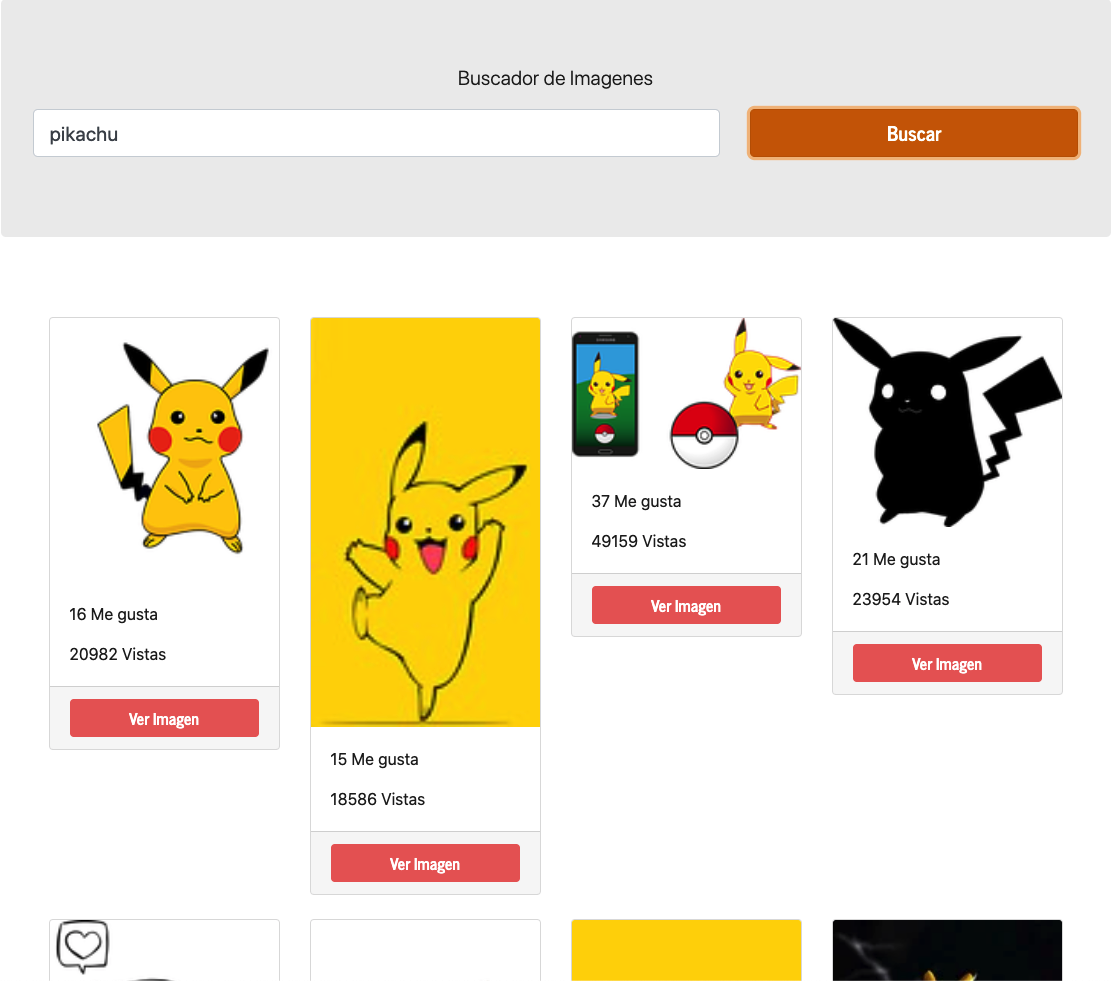 Buscador de Imagenes
pikachu
Buscar
16 Me gusta
20982 Vistas
Ver Imagen
15 Me gusta
18586 Vistas
Ver Imagen
37 Me gusta
49159 Vistas
Ver Imagen
21 Me gusta
23954 Vistas
Ver Imagen